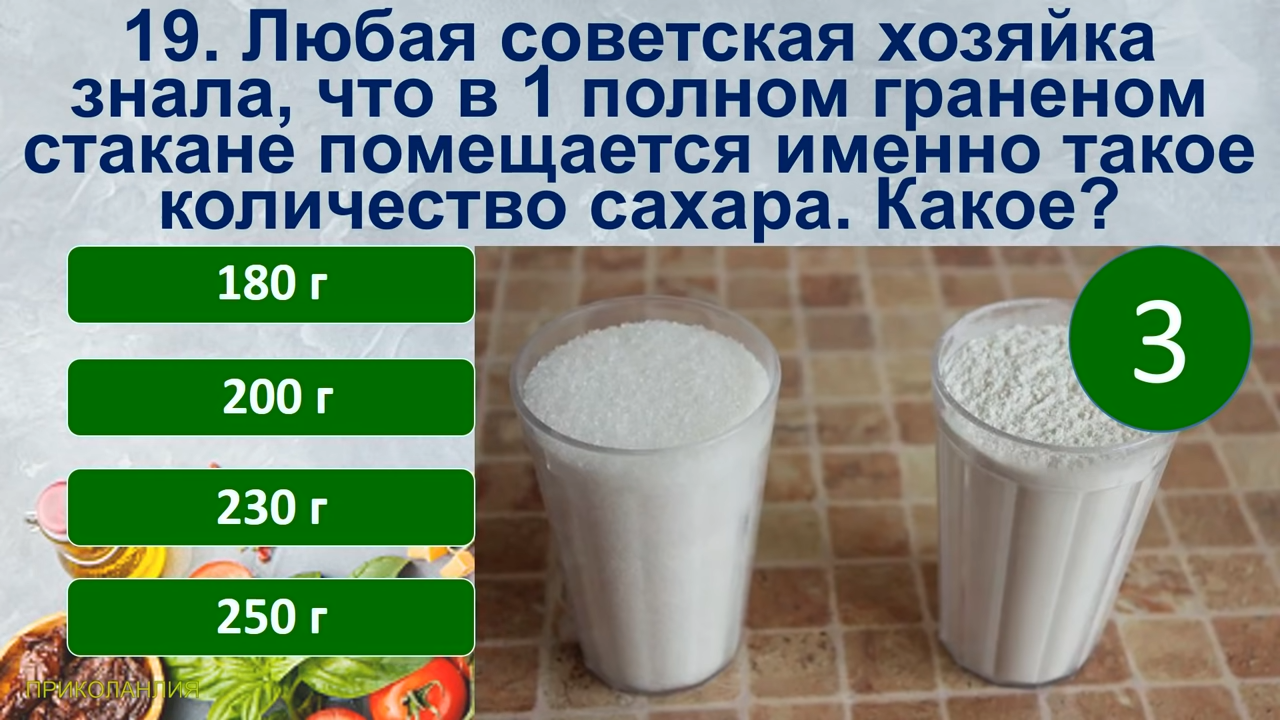 19. Любая советская хозяйка
знала, что в 1 полном граненом
стакане помещается именно такое
количество сахара. Какое?
180 г
3
200 г
230 г
250 г
ПРИКОЛАНДИЯ